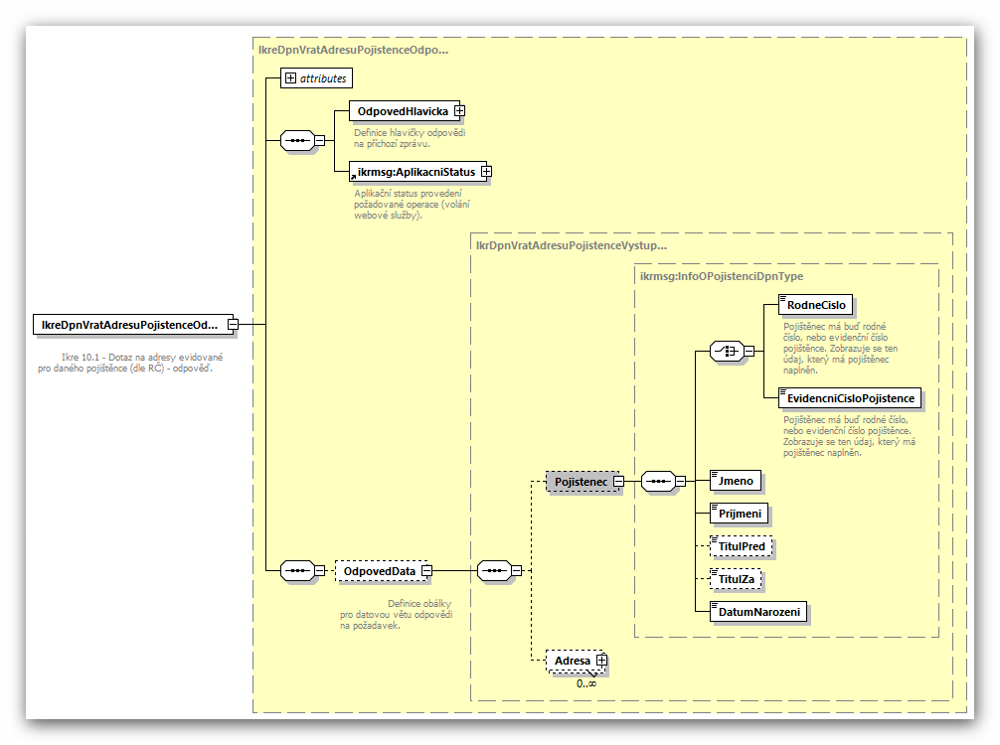 IkreDpnVratAdresuPojistenceOdpo...
attributes
OdpovedHlavicka
Definice hlavičky odpovědi
na příchozí zprávu.
ikrmsg:AplikacniStatus
Aplikační status provedení
požadované operace (volání
webové služby).
IkrDpnVratAdresuPojistenceVystup...
ikrmsg:InfoOPojistenciDpnType
RodneCislo
Pojištěnec má buď rodné
číslo, nebo evidenční číslo
pojištěnce. Zobrazuje se ten
údaj, který má pojištěnec
naplněn.
EvidencniCisloPojistence
Pojištěnec má buď rodné číslo,
nebo evidenční číslo pojištěnce.
Zobrazuje se ten údaj, který má
pojištěnec naplněn.
IkreDpnVratAdresuPojistenceOd...
Ikre 10.1 - Dotaz na adresy evidované
pro daného pojištěnce (dle RČ) - odpověď.
Pojistenec
Jmeno
Prijmeni
TitulPred
TitulZa
DatumNarozeni
OdpovedData
Definice obálky
pro datovou větu odpovědi
na požadavek.
Adresa
0..∞